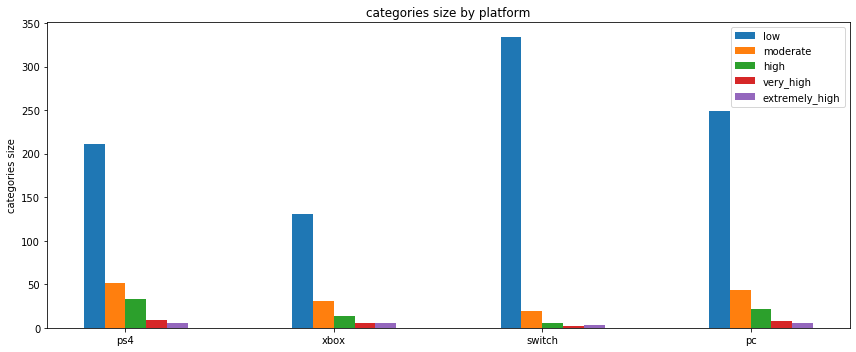 categories size by platform
categories size
350
300
250
200
150
100
50
0
ps4
xbox
switch
pc
low
moderate
high
very_high
extremely_high